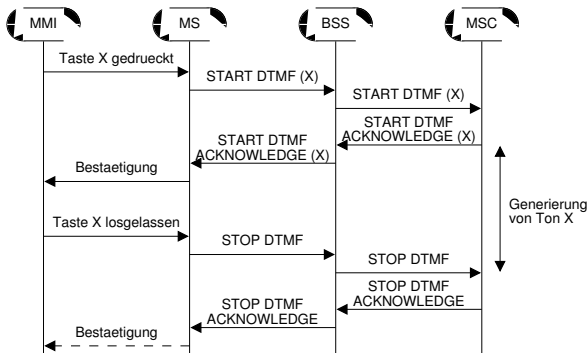 MMI
MS
BSS
MSC
Taste X gedrueckt
START DTMF (X)
START DTMF (X)
START DTMF
ACKNOWLEDGE (X)
START DTMF
ACKNOWLEDGE (X)
Bestaetigung
Generierung
von Ton X
Taste X losgelassen
STOP DTMF
STOP DTMF
STOP DTMF
ACKNOWLEDGE
STOP DTMF
ACKNOWLEDGE
Bestaetigung